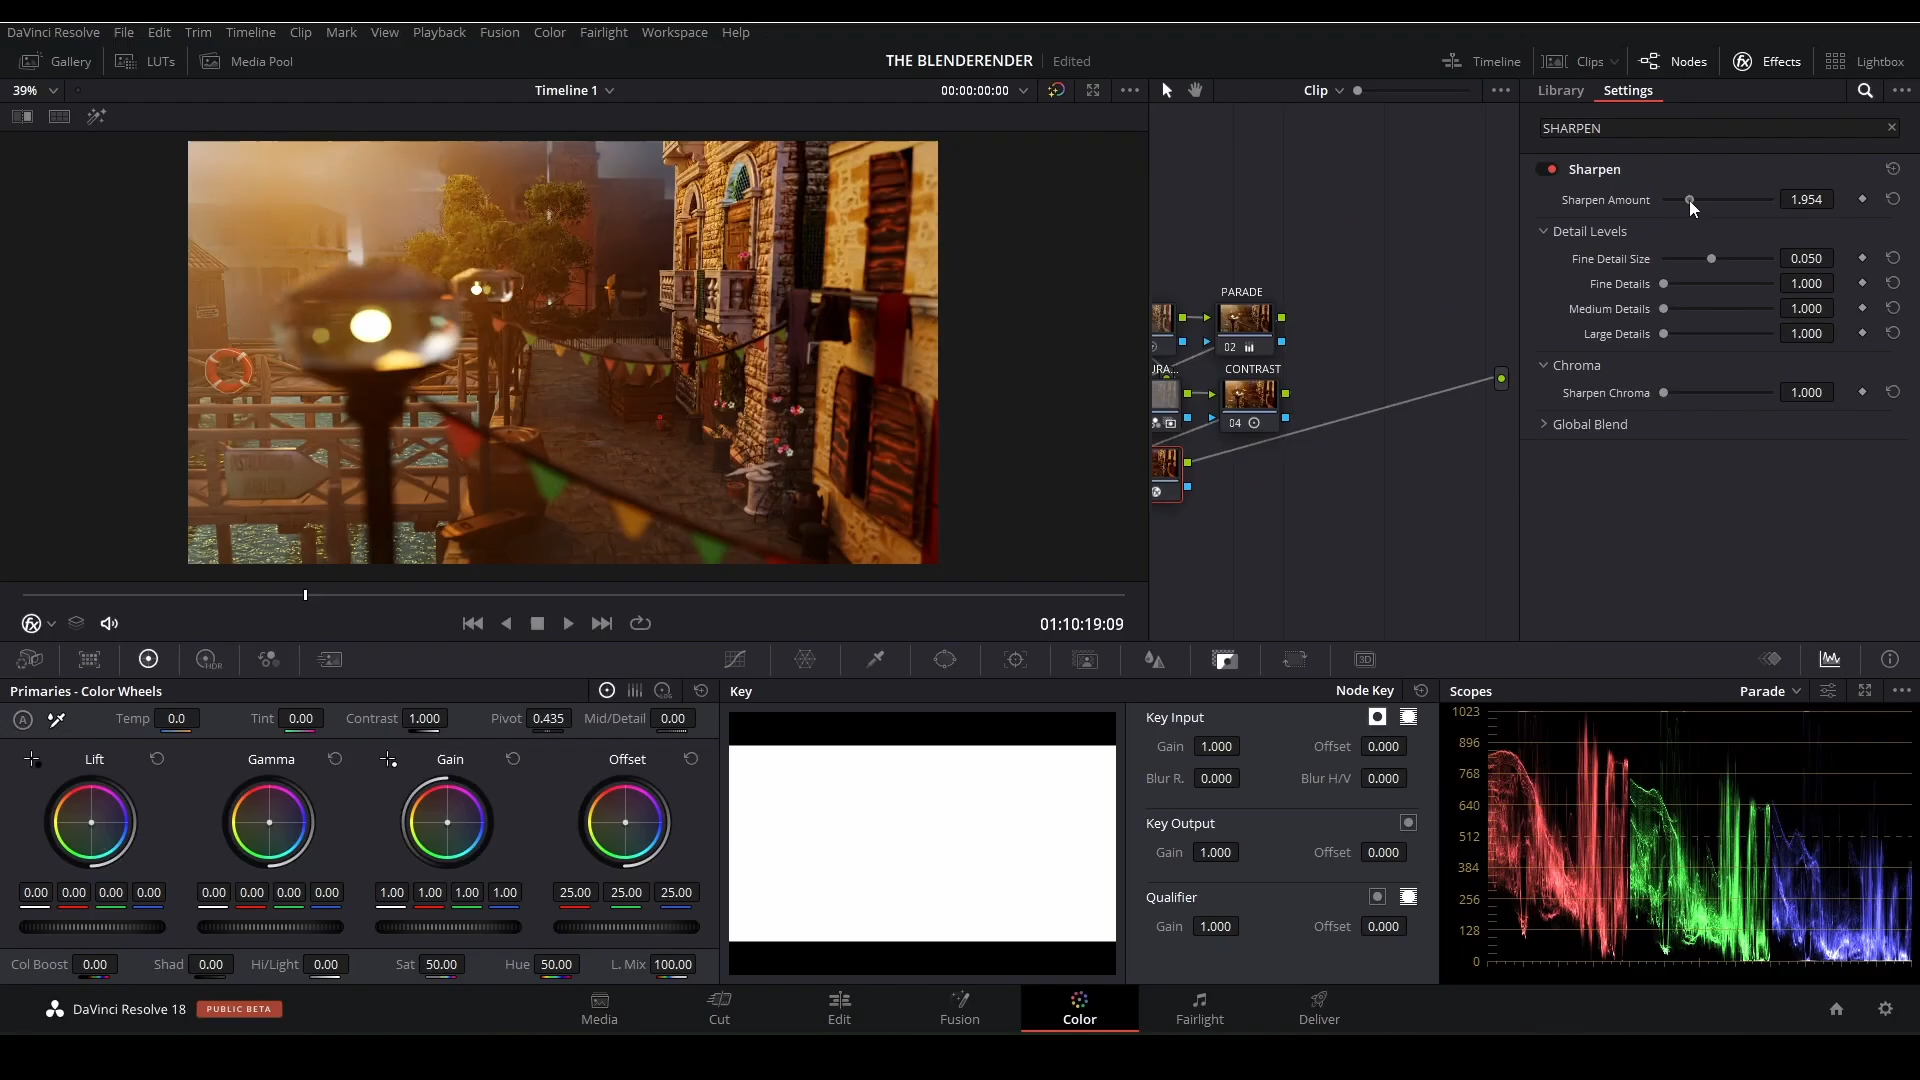 DaVinci Resolve File Edit Trim Timeline Clip Mark View Playback Fusion Color Fairlight Workspace Help
Gallery LUTs Media Pool THE BLENDERENDER Edited Timeline Clips Nodes Effects Lightbox
39% Timeline 1 00:00:00:00 Clip Library Settings
SHARPEN
Sharpen
Sharpen Amount 1.954
Detail Levels
Fine Detail Size 0.050
Fine Details 1.000
Medium Details 1.000
Large Details 1.000
Chroma
Sharpen Chroma 1.000
Global Blend
PARADE
02
URA... CONTRAST
04
01:10:19:09
HDR
LOG
3D
Primaries - Color Wheels
A Temp 0.0 Tint 0.00 Contrast 1.000 Pivot 0.435 Mid/Detail 0.00
Lift Gamma Gain Offset
0.00 0.00 0.00 0.00 0.00 0.00 0.00 0.00 1.00 1.00 1.00 1.00 25.00 25.00 25.00
Col Boost 0.00 Shad 0.00 Hi/Light 0.00 Sat 50.00 Hue 50.00 L. Mix 100.00
Key Node Key
Key Input
Gain 1.000 Offset 0.000
Blur R. 0.000 Blur H/V 0.000
Key Output
Gain 1.000 Offset 0.000
Qualifier
Gain 1.000 Offset 0.000
Scopes Parade
1023
896
768
640
512
384
256
128
0
DaVinci Resolve 18 PUBLIC BETA Media Cut Edit Fusion Color Fairlight Deliver